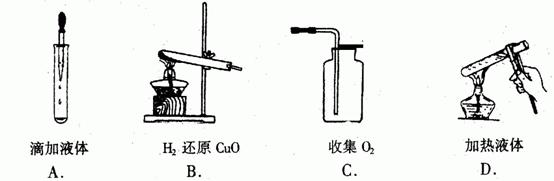 滴加液体 H₂ 还原 CuO 收集 O₂ 加热液体
A. B. C. D.